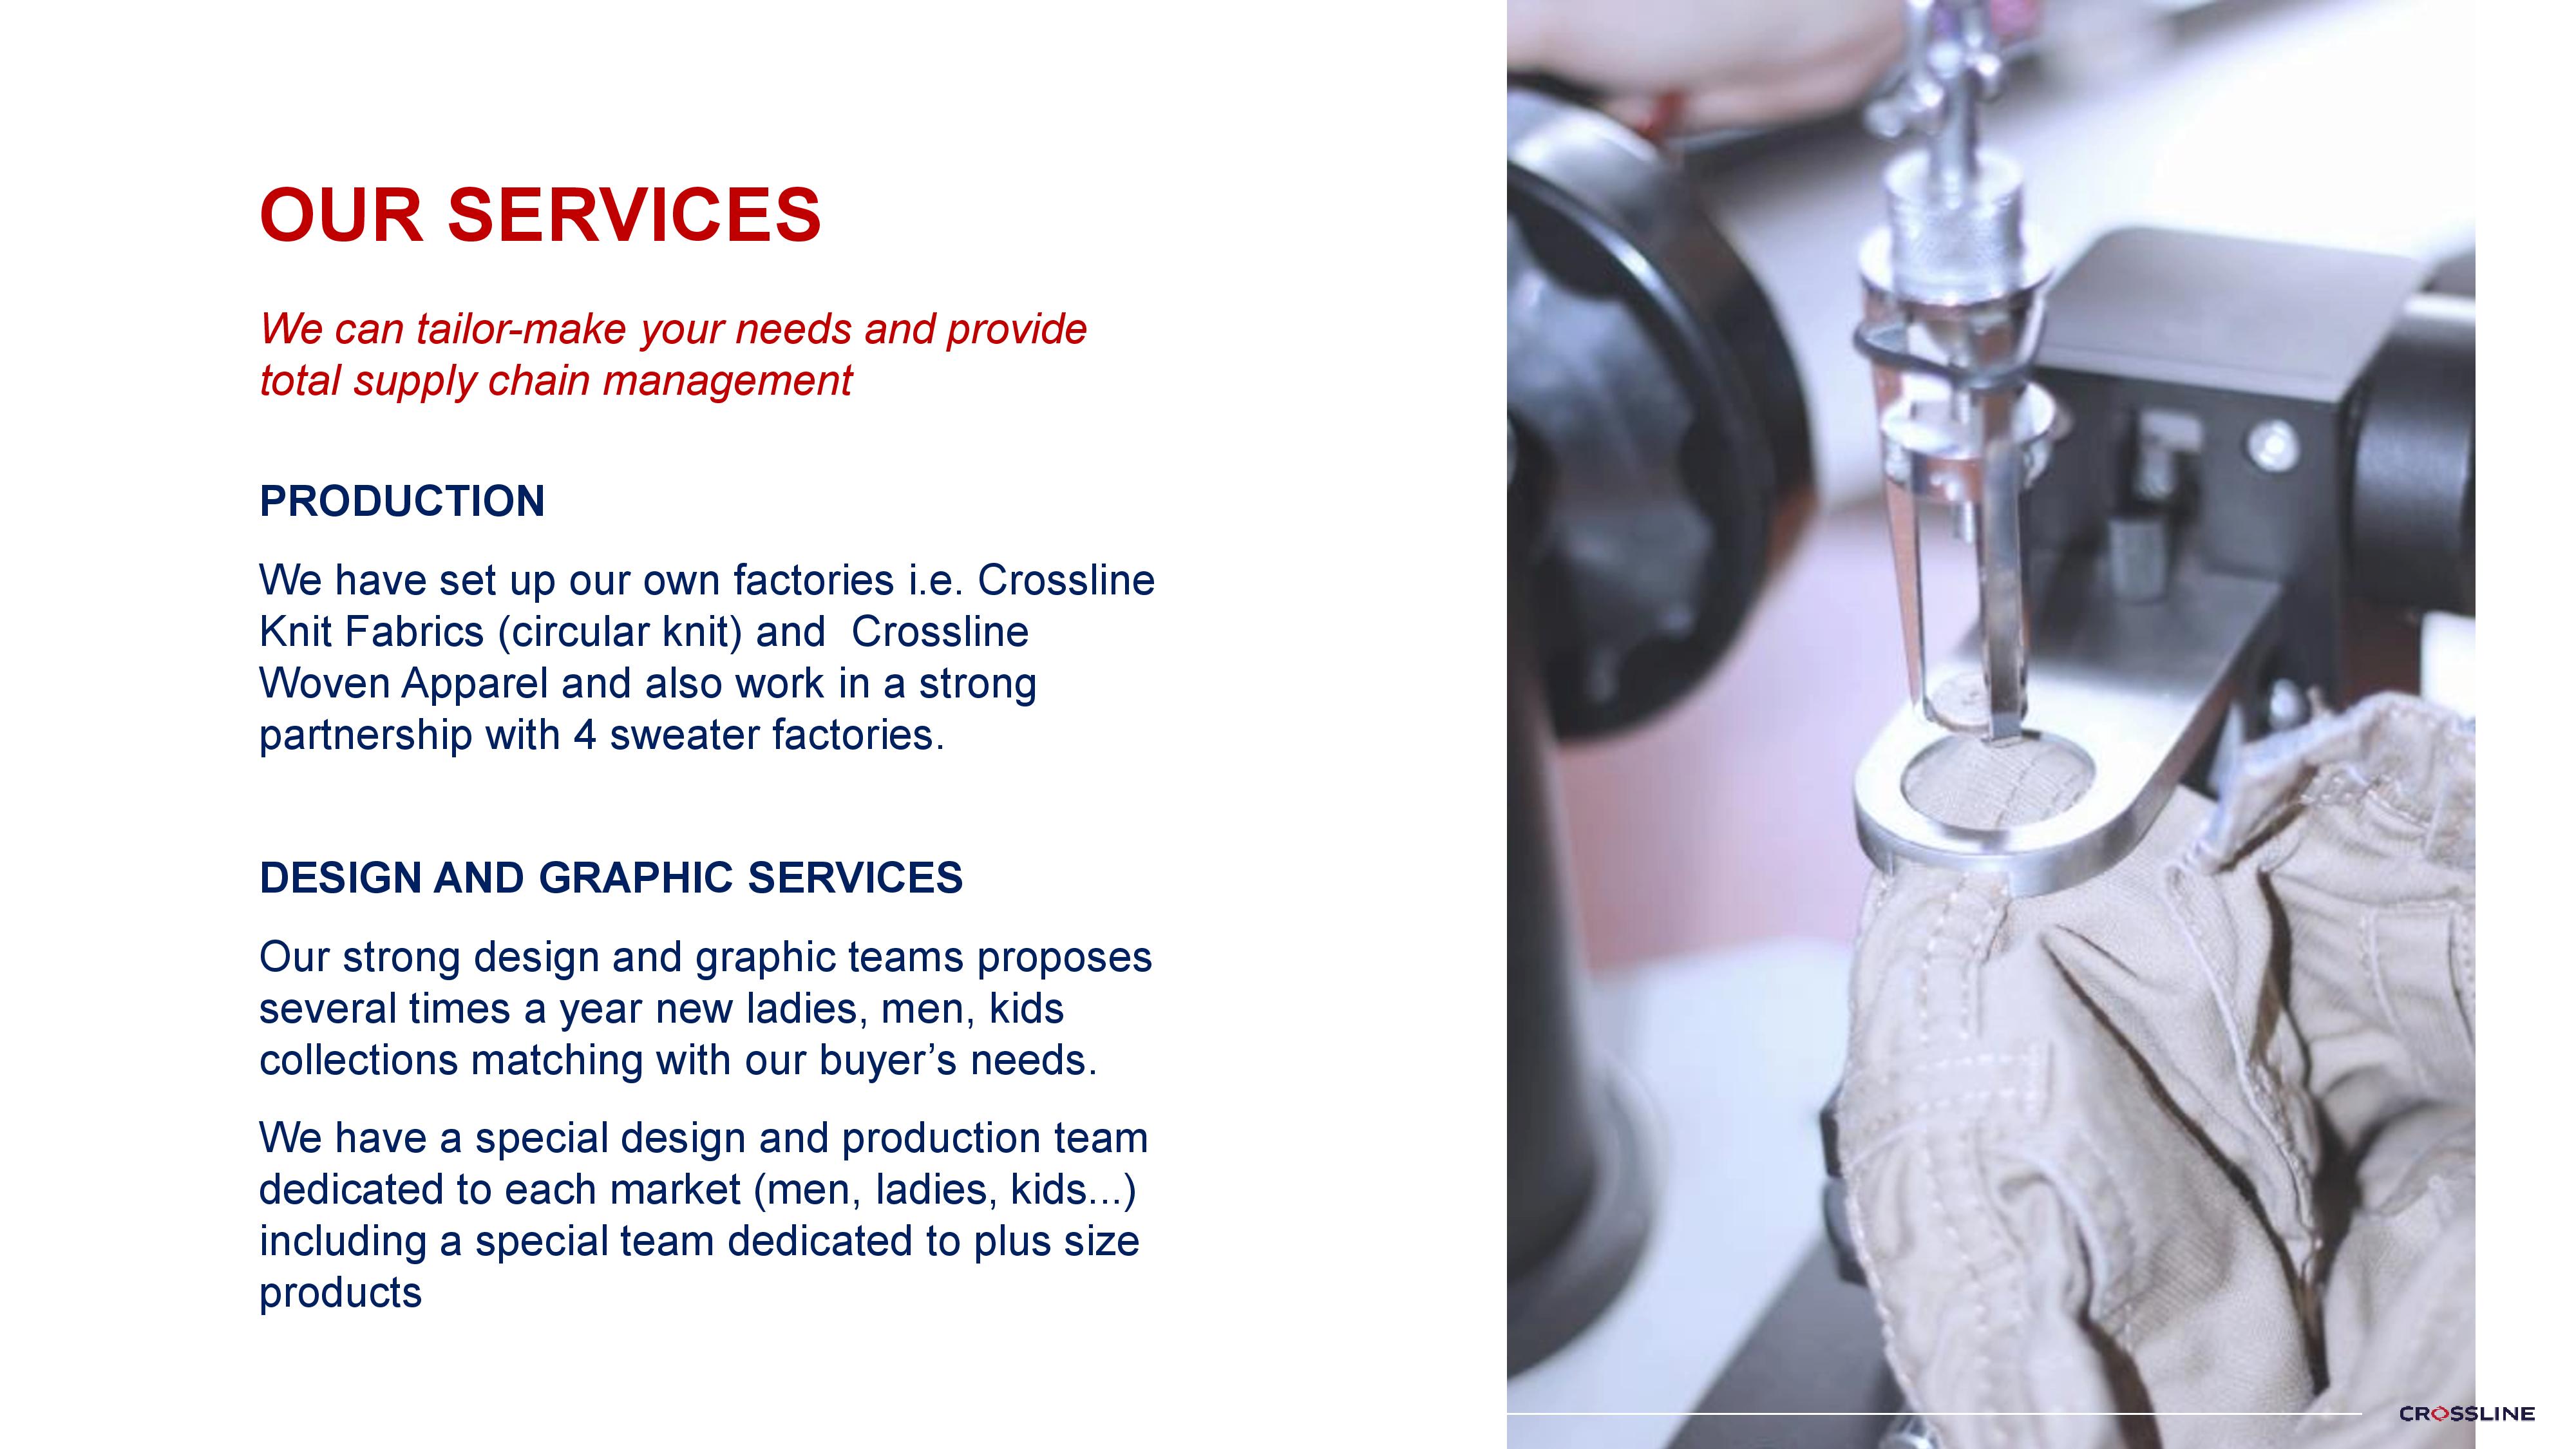 OUR SERVICES
We can tailor-make your needs and provide
total supply chain management
PRODUCTION
We have set up our own factories i.e. Crossline
Knit Fabrics (circular knit) and  Crossline
Woven Apparel and also work in a strong
partnership with 4 sweater factories.
DESIGN AND GRAPHIC SERVICES
Our strong design and graphic teams proposes
several times a year new ladies, men, kids
collections matching with our buyer’s needs.
We have a special design and production team
dedicated to each market (men, ladies, kids...)
including a special team dedicated to plus size
products
CROSSLINE